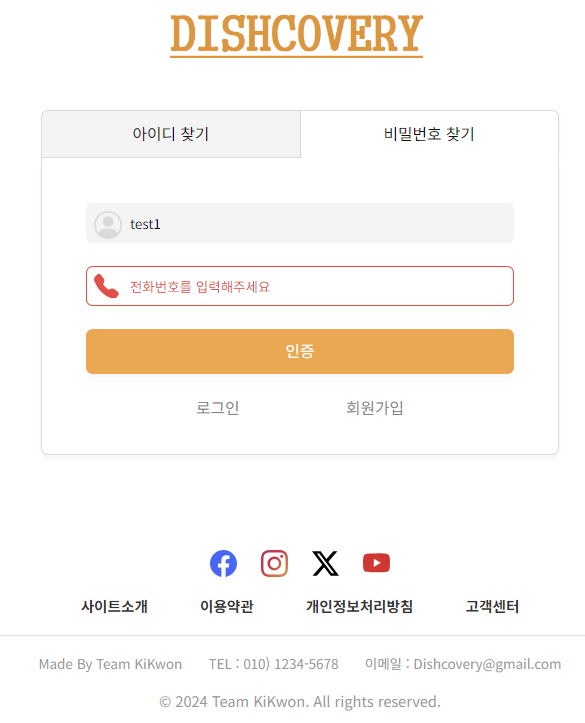 DISHCOVERY
아이디 찾기 비밀번호 찾기
test1
전화번호를 입력해주세요
인증
로그인 회원가입
사이트소개 이용약관 개인정보처리방침 고객센터
Made By Team KiKwon TEL : 010) 1234-5678 이메일 : Dishcovery@gmail.com
© 2024 Team KiKwon. All rights reserved.